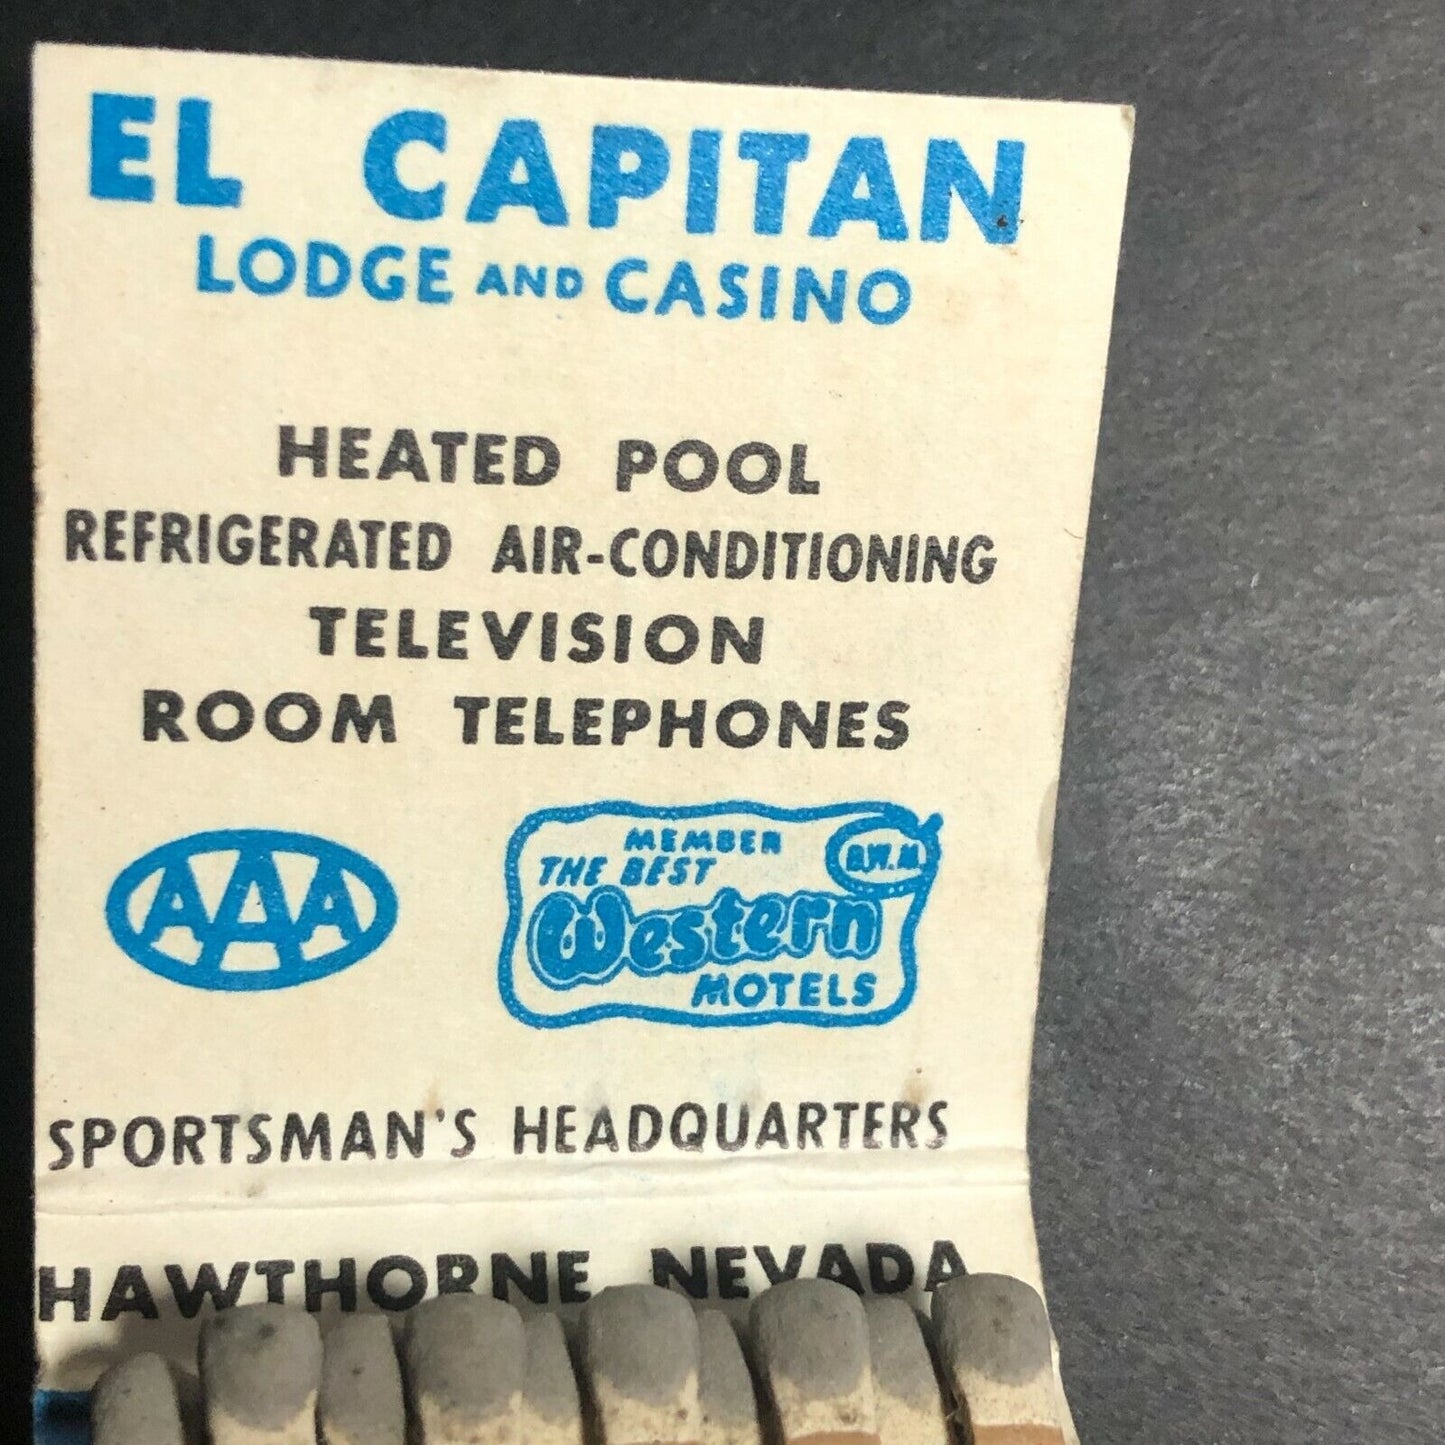 EL CAPITAN
LODGE AND CASINO
HEATED POOL
REFRIGERATED AIR-CONDITIONING
TELEVISION
ROOM TELEPHONES
AAA
MEMBER
THE BEST
B.W.M.
Western
MOTELS
SPORTSMAN'S HEADQUARTERS
HAWTHORNE, NEVADA